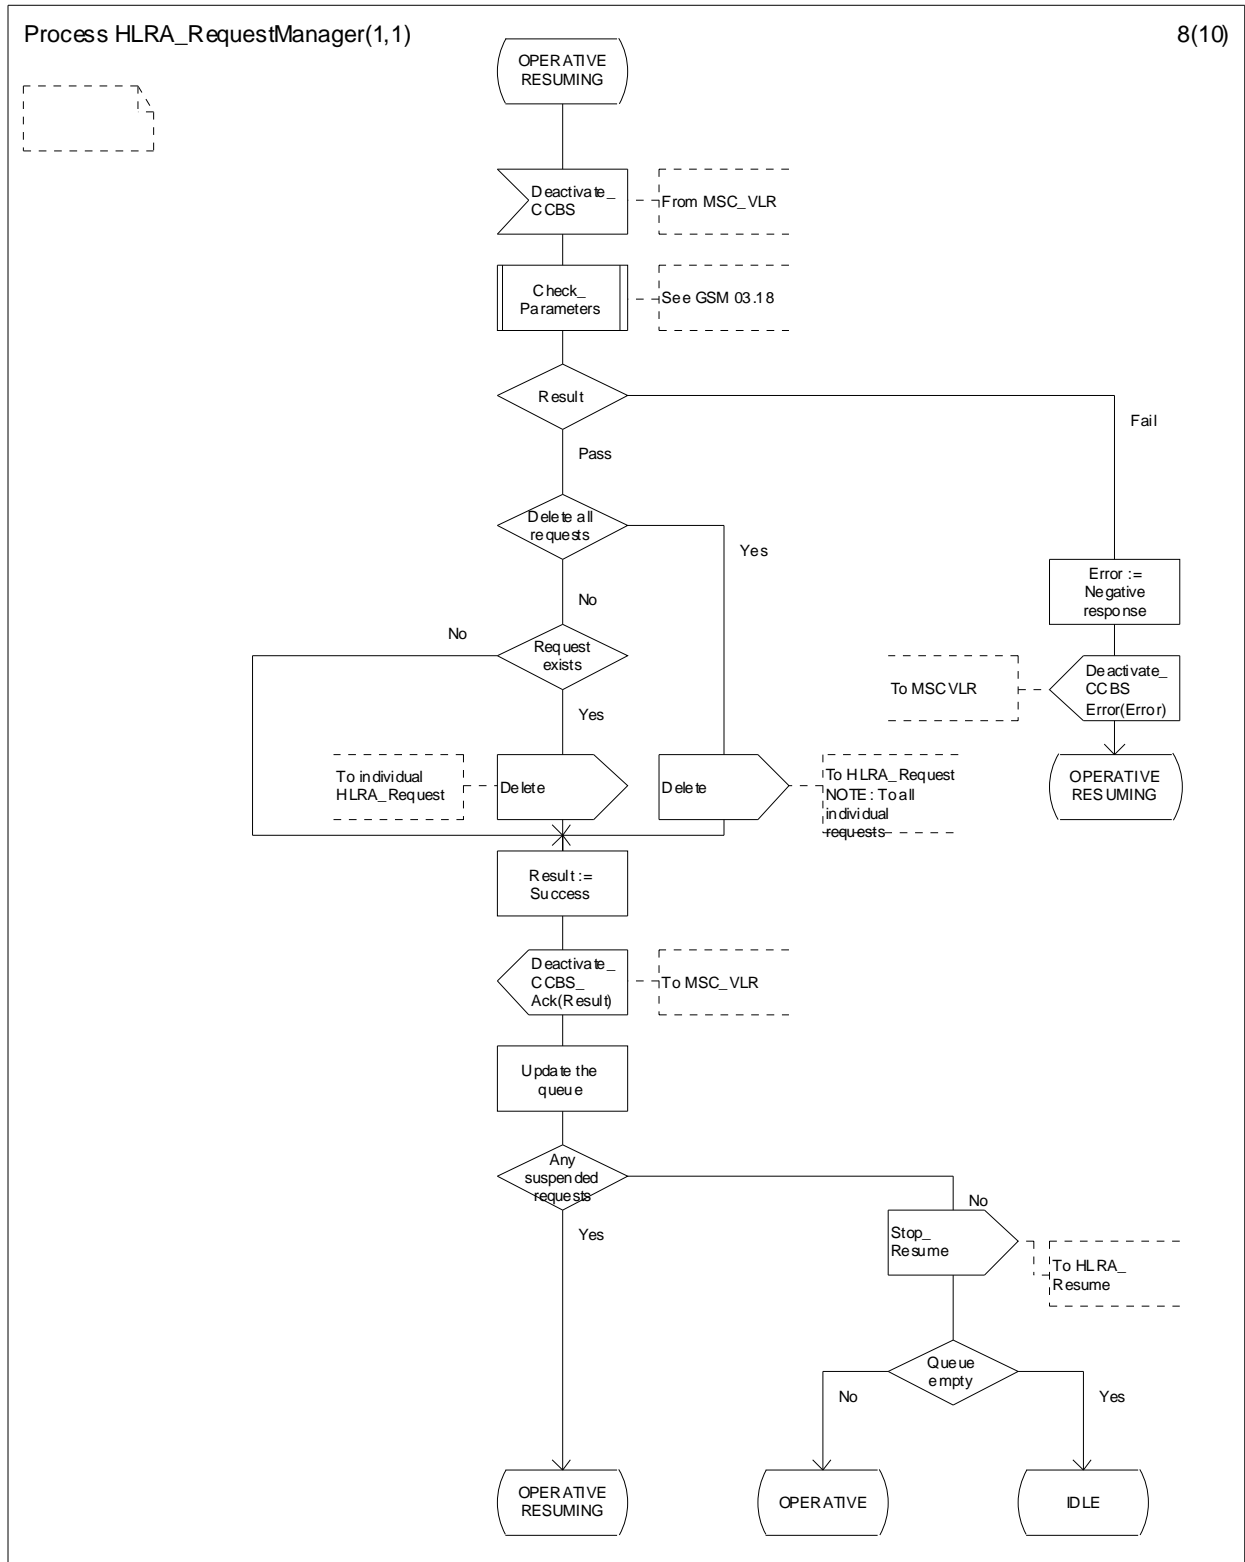 Process HLRA_RequestManager(1,1)
8(10)
OPERATIVE
RESUMING
Deactivate_
CCBS
From MSC_VLR
Check_
Parameters
See GSM 03.18
Result
Fail
Pass
Delete all
requests
Yes
No
Error :=
Negative
response
No
Request
exists
Yes
To MSCVLR
Deactivate_
CCBS
Error(Error)
To individual
HLRA_Request
Delete
Delete
To HLRA_Request
NOTE: To all
individual
requests
OPERATIVE
RESUMING
Result :=
Success
Deactivate_
CCBS_
Ack(Result)
To MSC_VLR
Update the
queue
Any
suspended
requests
No
Yes
Stop_
Resume
To HLRA_
Resume
Queue
empty
No
Yes
OPERATIVE
RESUMING
OPERATIVE
IDLE